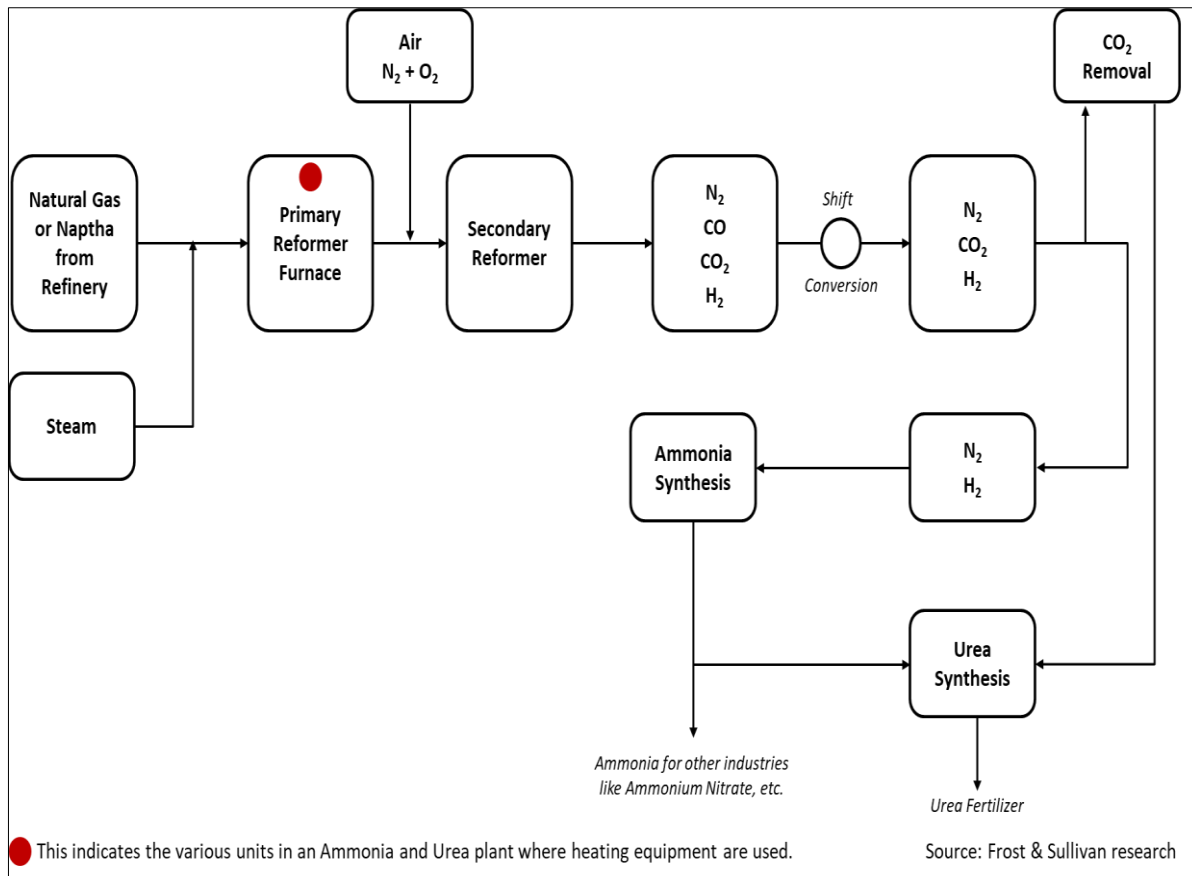 Air
N₂ + O₂
CO₂
Removal
Natural Gas
or Naptha
from
Refinery
Primary
Reformer
Furnace
Secondary
Reformer
N₂
CO
CO₂
H₂
Shift
Conversion
N₂
CO₂
H₂
Steam
Ammonia
Synthesis
N₂
H₂
Urea
Synthesis
Ammonia for other industries
like Ammonium Nitrate, etc.
Urea Fertilizer
This indicates the various units in an Ammonia and Urea plant where heating equipment are used.
Source: Frost & Sullivan research